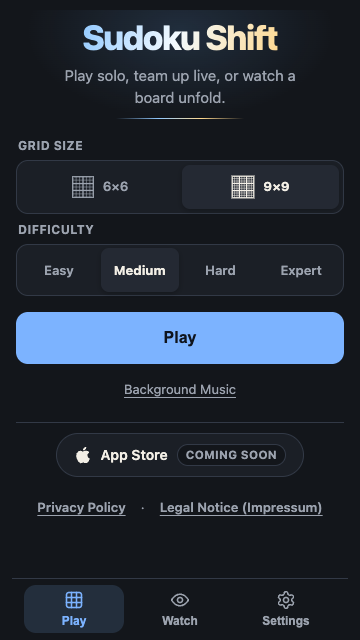 Sudoku Shift
Play solo, team up live, or watch a
board unfold.
GRID SIZE
6×6
9×9
DIFFICULTY
Easy
Medium
Hard
Expert
Play
Background Music
App Store
COMING SOON
Privacy Policy · Legal Notice (Impressum)
Play
Watch
Settings